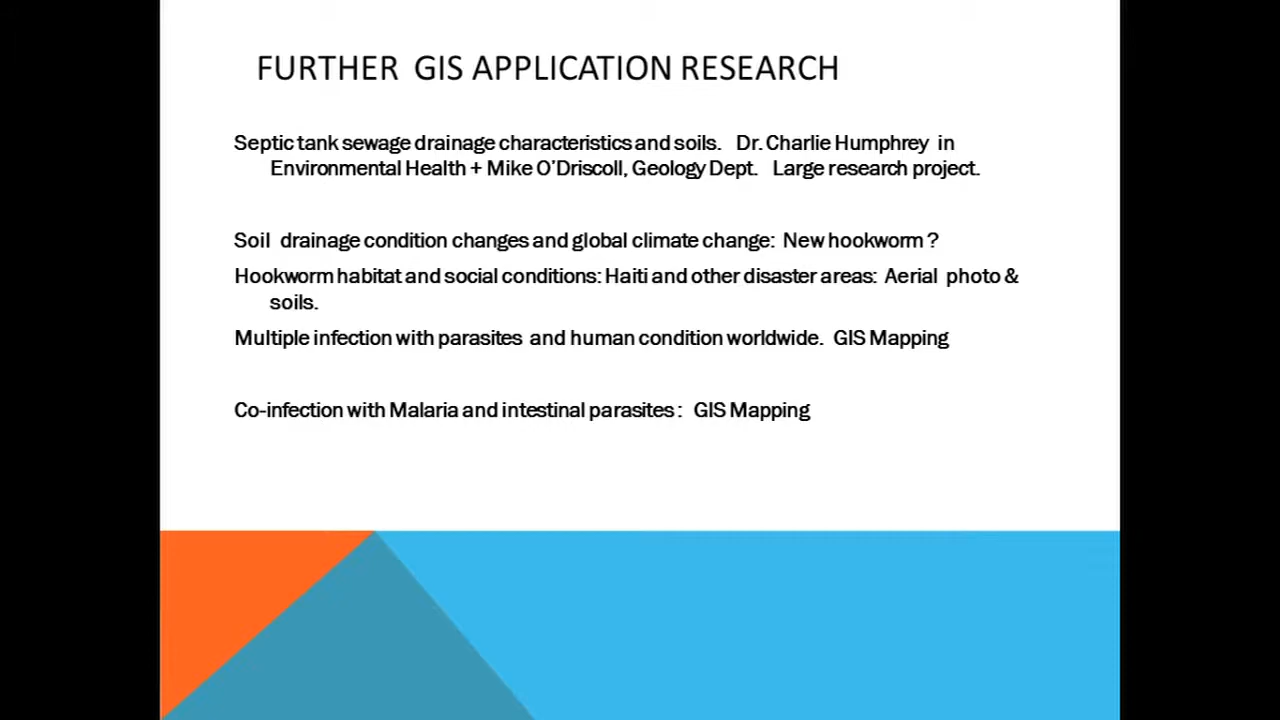 FURTHER GIS APPLICATION RESEARCH
Septic tank sewage drainage characteristics and soils. Dr. Charlie Humphrey in
Environmental Health + Mike O’Driscoll, Geology Dept. Large research project.
Soil drainage condition changes and global climate change: New hookworm ?
Hookworm habitat and social conditions: Haiti and other disaster areas: Aerial photo &
soils.
Multiple infection with parasites and human condition worldwide. GIS Mapping
Co-infection with Malaria and intestinal parasites : GIS Mapping